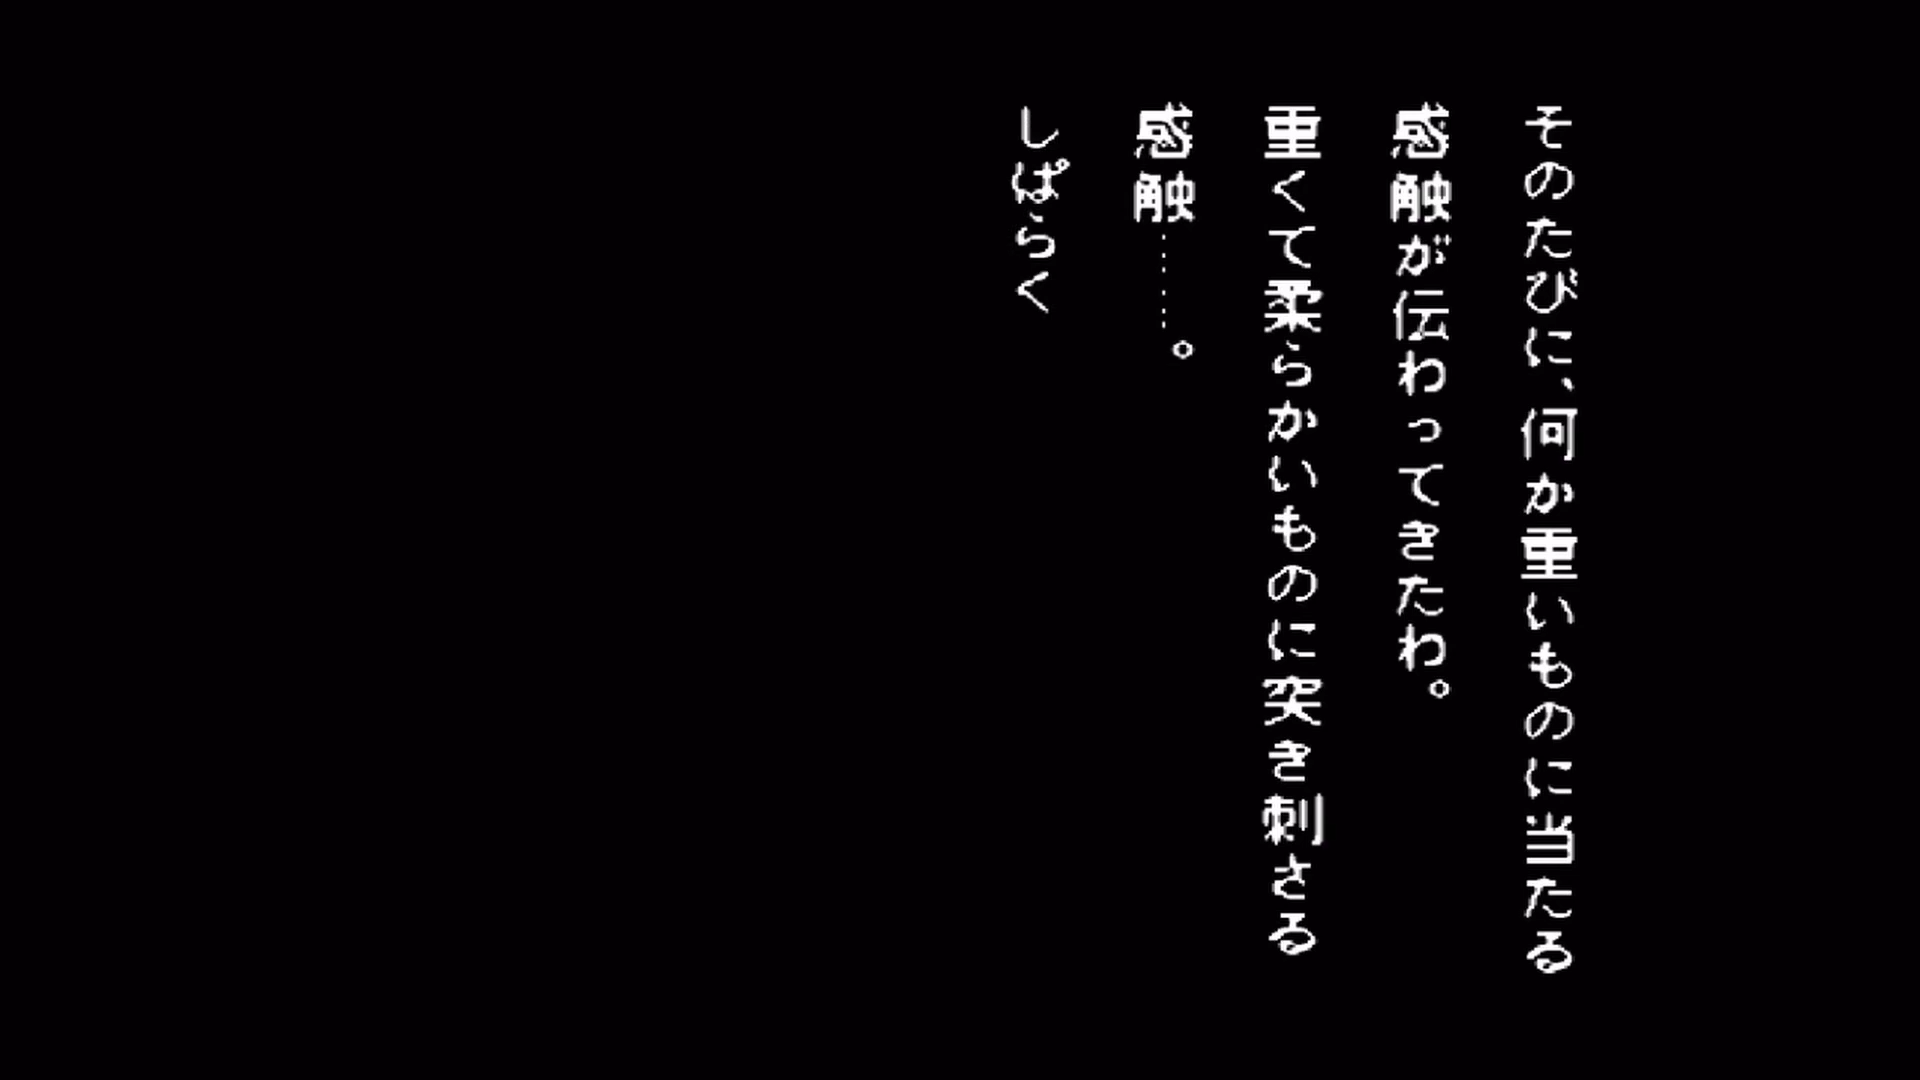 そのたびに、何か重いものに当たる
感触が伝わってきたわ。
重くて柔らかいものに突き刺さる
感触……。
しばらく